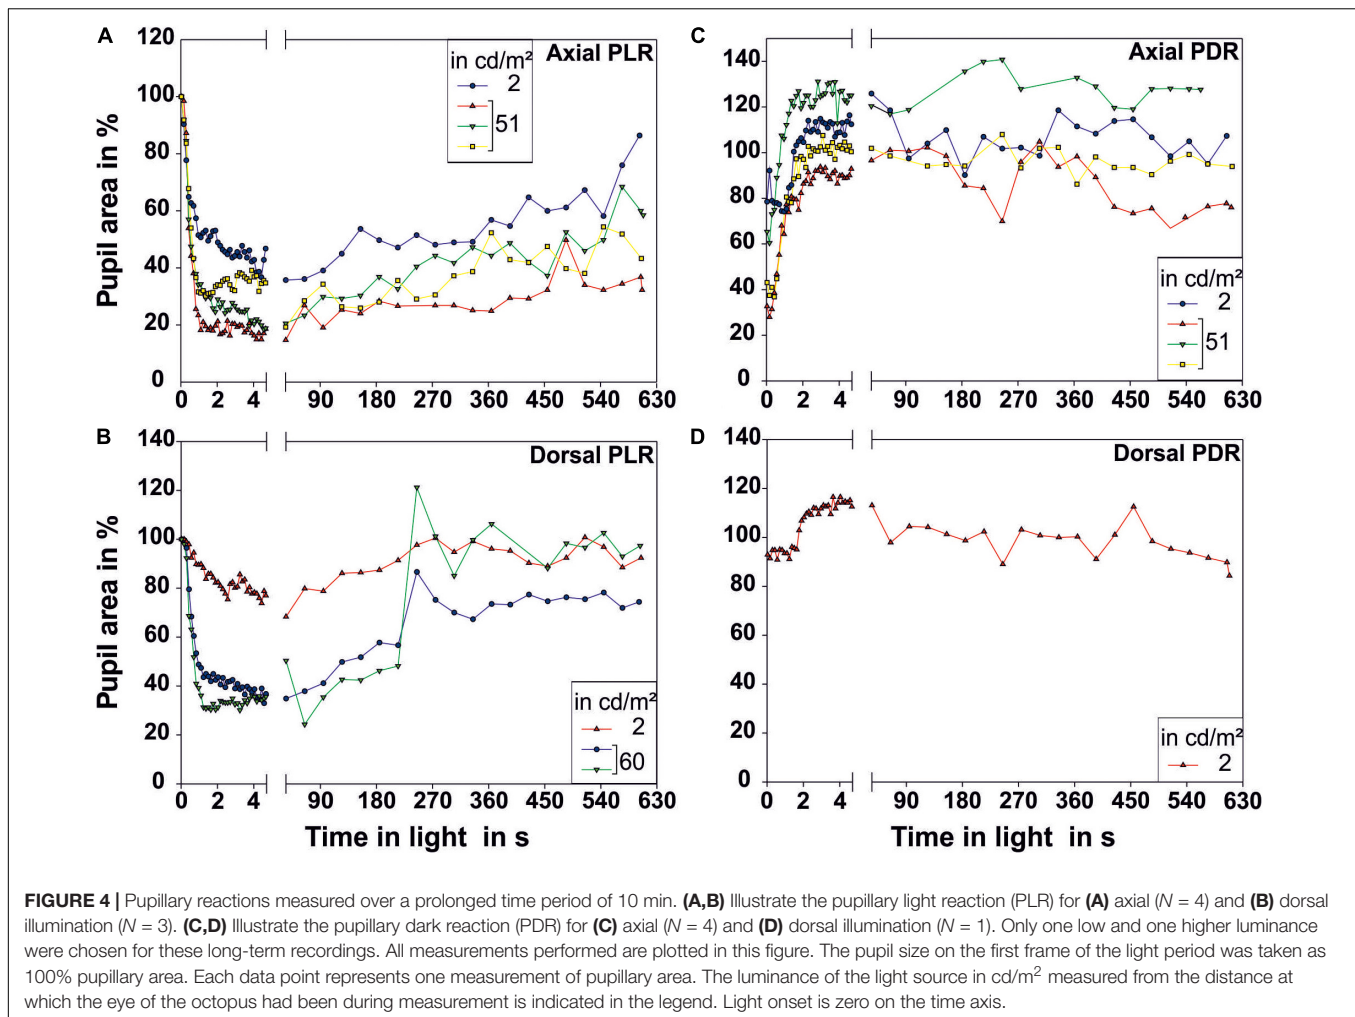 A
120
100
80
60
40
20
0
Pupil area in %
Axial PLR
in cd/m²
2
51
0 2 4 90 180 270 360 450 540 630
C
140
120
100
80
60
40
20
0
Axial PDR
in cd/m²
2
51
0 2 4 90 180 270 360 450 540 630
B
140
120
100
80
60
40
20
0
Pupil area in %
Dorsal PLR
in cd/m²
2
60
0 2 4 90 180 270 360 450 540 630
Time in light in s
D
140
120
100
80
60
40
20
0
Dorsal PDR
in cd/m²
2
0 2 4 90 180 270 360 450 540 630
Time in light in s
FIGURE 4 | Pupillary reactions measured over a prolonged time period of 10 min. (A,B) Illustrate the pupillary light reaction (PLR) for (A) axial (N = 4) and (B) dorsal
illumination (N = 3). (C,D) Illustrate the pupillary dark reaction (PDR) for (C) axial (N = 4) and (D) dorsal illumination (N = 1). Only one low and one higher luminance
were chosen for these long-term recordings. All measurements performed are plotted in this figure. The pupil size on the first frame of the light period was taken as
100% pupillary area. Each data point represents one measurement of pupillary area. The luminance of the light source in cd/m² measured from the distance at
which the eye of the octopus had been during measurement is indicated in the legend. Light onset is zero on the time axis.